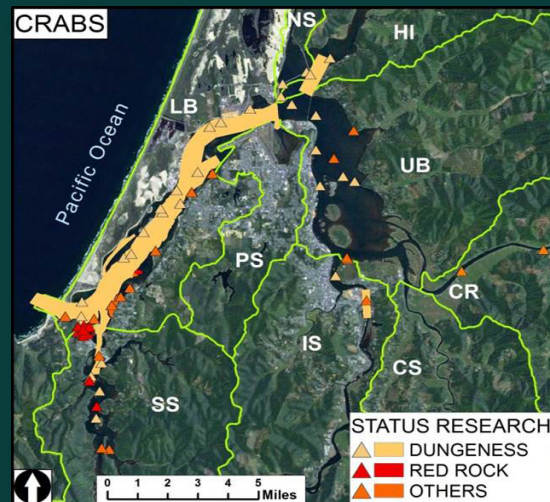 CRABS
NS
HI
LB
Pacific Ocean
UB
PS
CR
IS
CS
SS
STATUS RESEARCH
DUNGENESS
RED ROCK
OTHERS
0 1 2 3 4 5
Miles